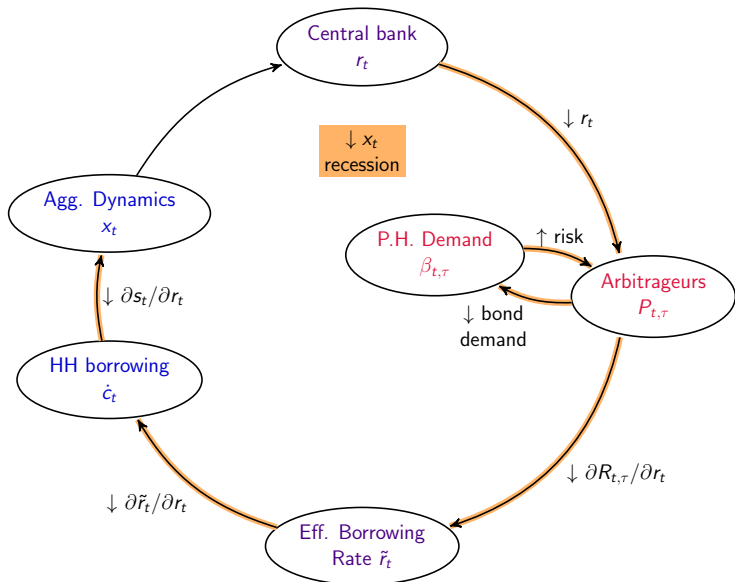 Central bank
r_t
↓ r_t
↓ x_t
recession
Agg. Dynamics
x_t
P.H. Demand
β_{t,τ}
↑ risk
Arbitrageurs
P_{t,τ}
↓ bond
demand
↓ ∂s_t/∂r_t
HH borrowing
ċ_t
↓ ∂R_{t,τ}/∂r_t
↓ ∂r̃_t/∂r_t
Eff. Borrowing
Rate r̃_t